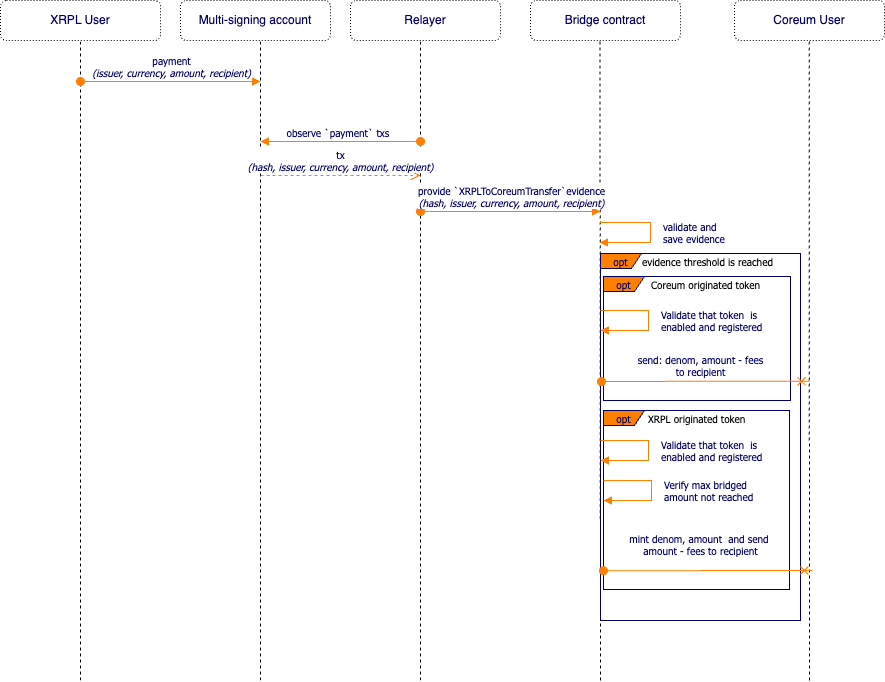 XRPL User
Multi-signing account
Relayer
Bridge contract
Coreum User
payment
(issuer, currency, amount, recipient)
observe `payment` txs
tx
(hash, issuer, currency, amount, recipient)
provide `XRPLToCoreumTransfer`evidence
(hash, issuer, currency, amount, recipient)
validate and
save evidence
opt evidence threshold is reached
opt Coreum originated token
Validate that token  is
enabled and registered
send: denom, amount - fees
to recipient
opt XRPL originated token
Validate that token  is
enabled and registered
Verify max bridged
amount not reached
mint denom, amount  and send
amount - fees to recipient